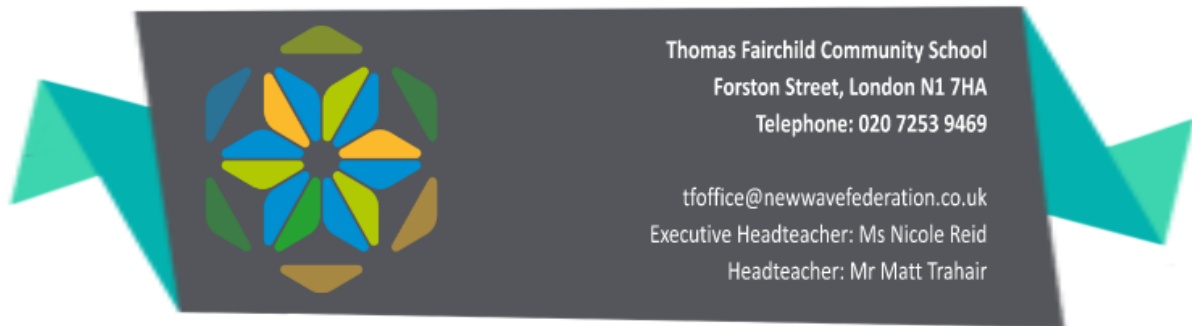 Thomas Fairchild Community School
Forston Street, London N1 7HA
Telephone: 020 7253 9469
tfoffice@newwavefederation.co.uk
Executive Headteacher: Ms Nicole Reid
Headteacher: Mr Matt Trahair